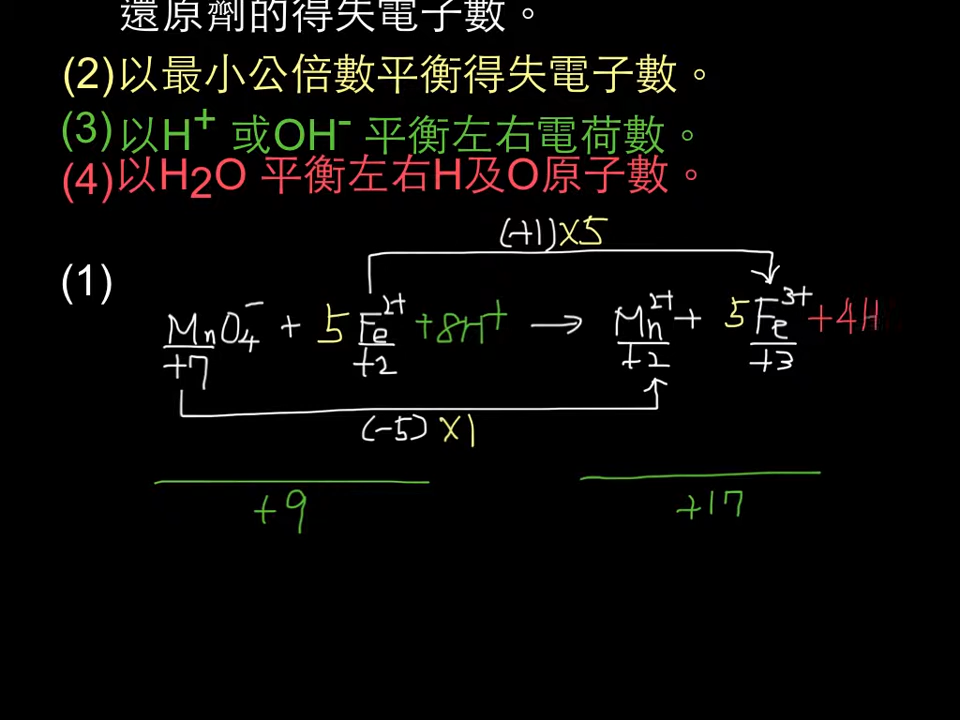 還原劑的得失電子數。
(2)以最小公倍數平衡得失電子數。
(3)以H⁺ 或OH⁻ 平衡左右電荷數。
(4)以H₂O 平衡左右H及O原子數。
(+1)×5
(1) MnO₄⁻ + 5Fe²⁺ +8H⁺ → Mn²⁺ + 5Fe³⁺ +4H
+7 +2 +2 +3
(-5) ×1
+9 +17